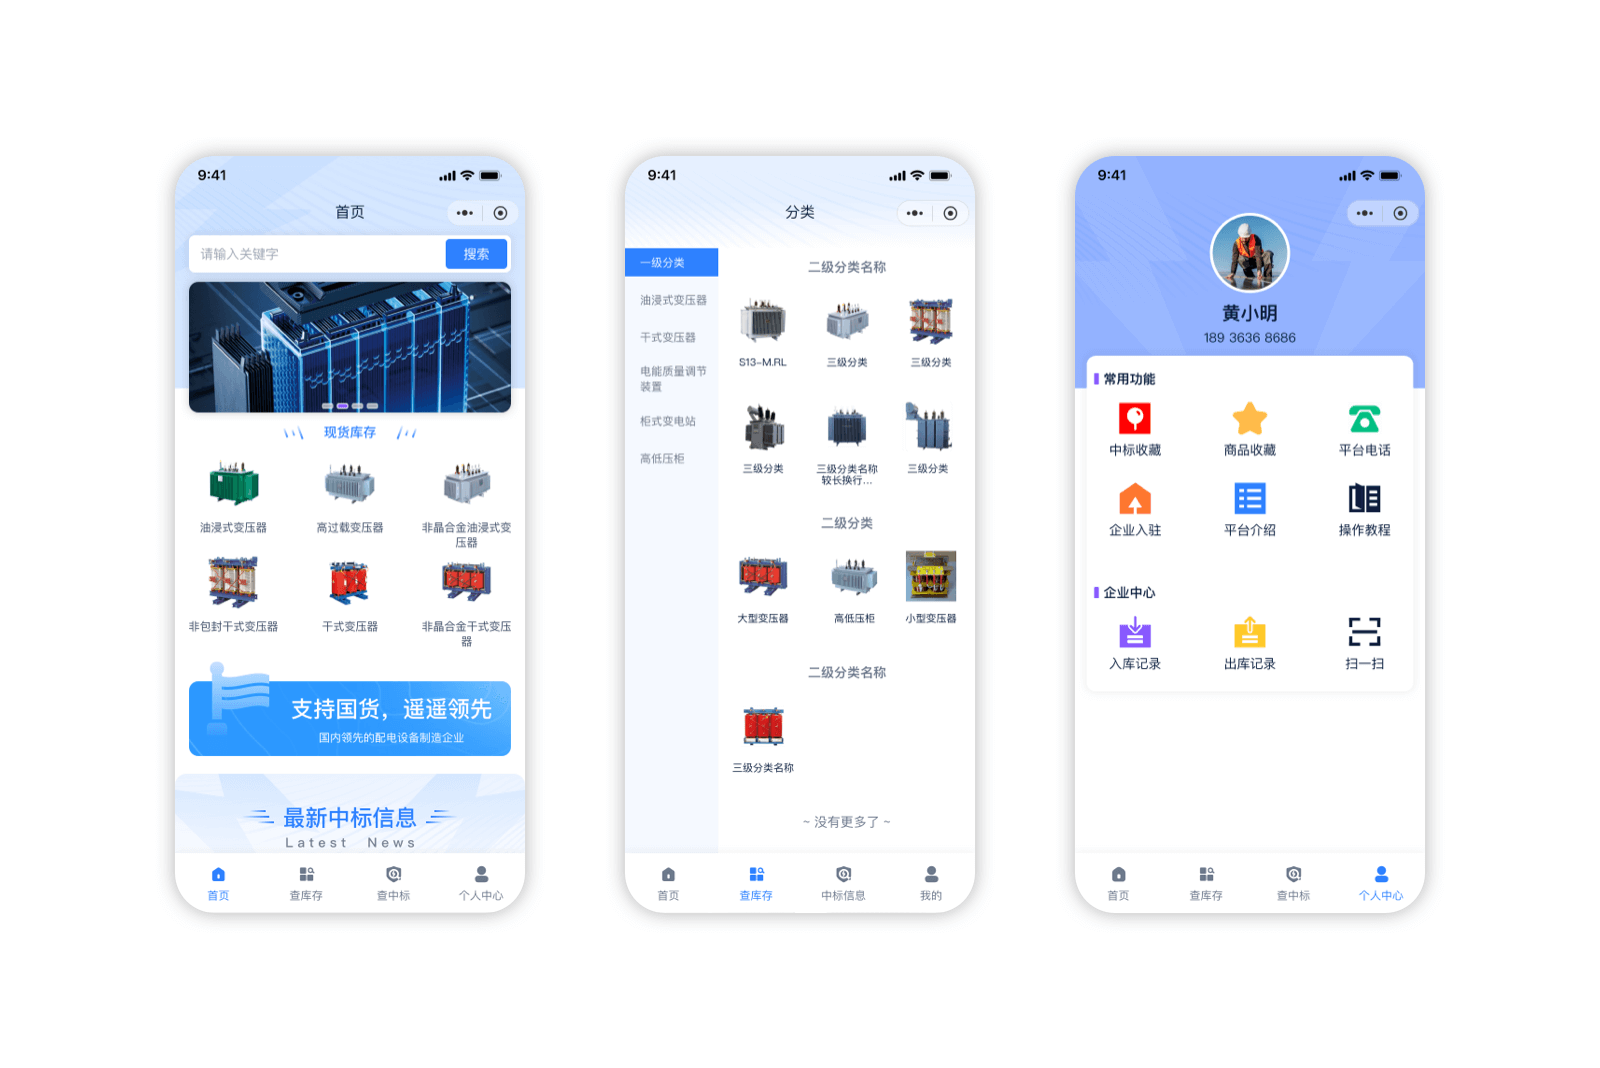 9:41
首页
请输入关键字
搜索
现货库存
油浸式变压器
高过载变压器
非晶合金油浸式变
压器
非包封干式变压器
干式变压器
非晶合金干式变压
器
支持国货，遥遥领先
国内领先的配电设备制造企业
最新中标信息
Latest News
首页
查库存
查中标
个人中心
9:41
分类
一级分类
油浸式变压器
干式变压器
电能质量调节
装置
柜式变电站
高低压柜
二级分类名称
S13-M.RL
三级分类
三级分类
三级分类
三级分类名称
较长换行...
三级分类
二级分类
大型变压器
高低压柜
小型变压器
二级分类名称
三级分类名称
~ 没有更多了 ~
首页
查库存
中标信息
我的
9:41
黄小明
189 3636 8686
常用功能
中标收藏
商品收藏
平台电话
企业入驻
平台介绍
操作教程
企业中心
入库记录
出库记录
扫一扫
首页
查库存
查中标
个人中心